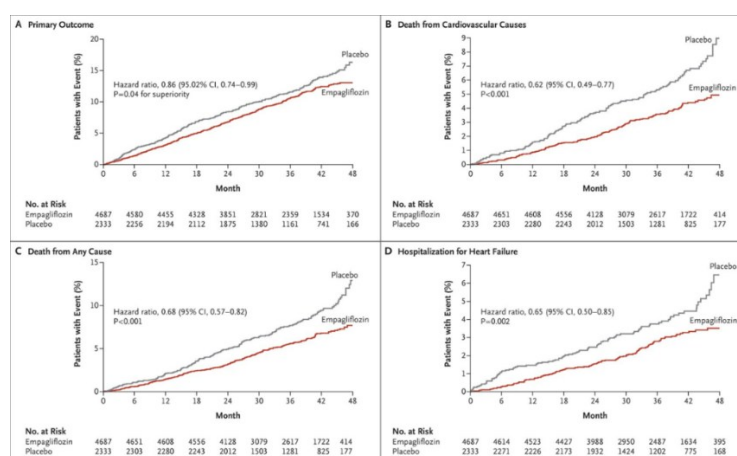 A Primary Outcome
20
15
10
5
0
Patients with Event (%)
Placebo
Hazard ratio, 0.86 (95.02% CI, 0.74–0.99)
P=0.04 for superiority
Empagliflozin
0 6 12 18 24 30 36 42 48
Month
No. at Risk
Empagliflozin 4687 4580 4455 4328 3851 2821 2359 1534 370
Placebo 2333 2256 2194 2112 1875 1380 1161 741 166
B Death from Cardiovascular Causes
9
8
7
6
5
4
3
2
1
0
Patients with Event (%)
Placebo
Hazard ratio, 0.62 (95% CI, 0.49–0.77)
P<0.001
Empagliflozin
0 6 12 18 24 30 36 42 48
Month
No. at Risk
Empagliflozin 4687 4651 4608 4556 4128 3079 2617 1722 414
Placebo 2333 2303 2280 2243 2012 1503 1281 825 177
C Death from Any Cause
15
10
5
0
Patients with Event (%)
Placebo
Hazard ratio, 0.68 (95% CI, 0.57–0.82)
P<0.001
Empagliflozin
0 6 12 18 24 30 36 42 48
Month
No. at Risk
Empagliflozin 4687 4651 4608 4556 4128 3079 2617 1722 414
Placebo 2333 2303 2280 2243 2012 1503 1281 825 177
D Hospitalization for Heart Failure
7
6
5
4
3
2
1
0
Patients with Event (%)
Placebo
Hazard ratio, 0.65 (95% CI, 0.50–0.85)
P=0.002
Empagliflozin
0 6 12 18 24 30 36 42 48
Month
No. at Risk
Empagliflozin 4687 4614 4523 4427 3988 2950 2487 1634 395
Placebo 2333 2271 2226 2173 1932 1424 1202 775 168